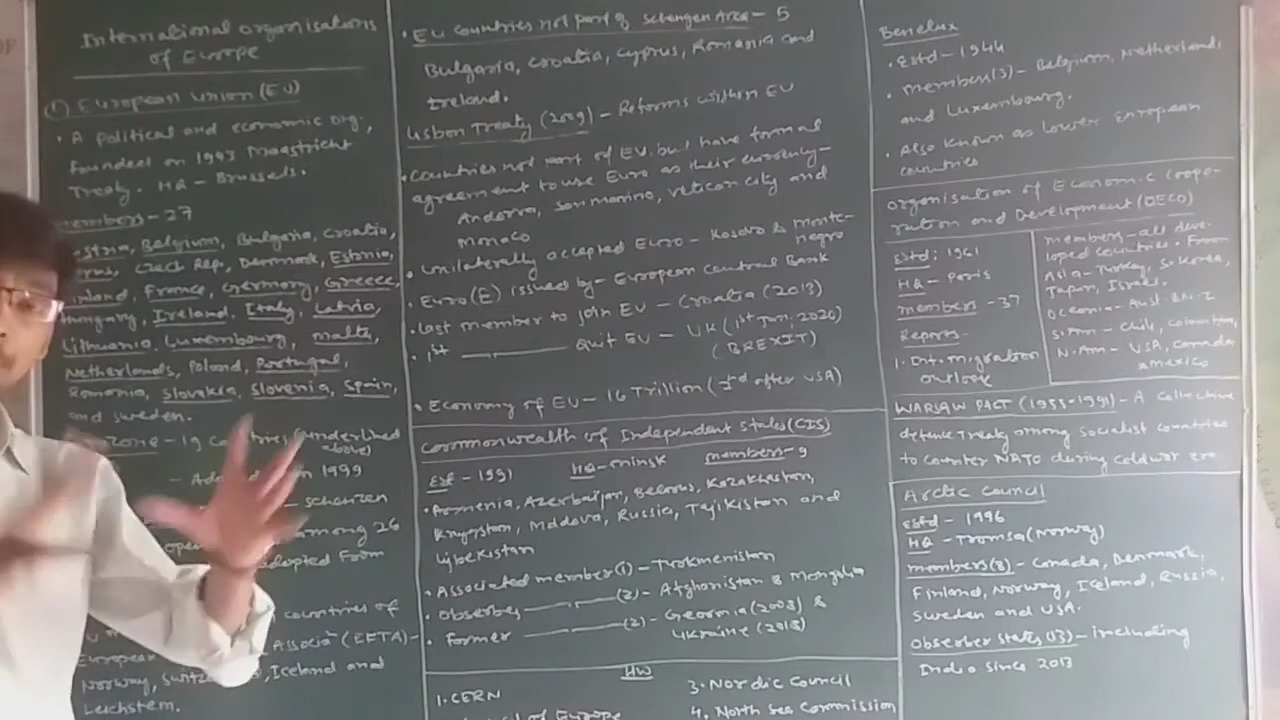 International organisations
of Europe
① European Union (EU)
• A political and economic org.,
founded on 1993 Maastricht
Treaty. HQ - Brussels.
members - 27
Belgium, Bulgaria, Croatia,
Czech Rep., Denmark, Estonia,
France, Germany, Greece,
Hungary, Ireland, Italy, Latvia,
Lithuania, Luxembourg, malta,
Netherlands, Poland, Portugal,
Romania, Slovakia, Slovenia, Spain,
and sweden.
- 19 (underlined
above)
in 1999
among 26
adopted From
countries of
Associaⁿ (EFTA) -
European
Norway, Iceland and
Leichstem.
• EU countries not part of schengen Area - 5
Bulgaria, Croatia, Cyprus, Romania and
Ireland.
Lisbon Treaty (2009) - Reforms within EU
• Countries not part of EU but have formal
agreement to use Euro as their currency -
Andorra, san marino, vatican city and
monaco
• unilaterally accepted Euro - Kosovo & monte-
negro
• Euro (E) issued by - European central Bank
• last member to join EU - Croatia (2013)
• 1st ——— Quit EU - UK (1st Jan, 2020)
(BREXIT)
• Economy of EU - 16 Trillion (3rd after USA)
Commonwealth of Independent States (CIS)
Est - 1991 HQ - minsk members - 9
• Armenia, Azerbaijan, Belarus, Kazakhastan,
Kyrgyzstan, Moldova, Russia, Tajikistan and
Uzbekistan
• Associated member (1) - Turkmenistan
• Observer ——— (2) - Afghanistan & Mongolia
• Former ——— (2) - Georgia (2008) &
Ukraine (2018)
HW
1. CERN
3. Nordic Council
of Europe
4. North sea Commission
Benelux
• Estd - 1944
• members (3) - Belgium, Netherland,
and Luxembourg.
• Also known as Lower European
countries
organisation of Economic coope-
ration and Development (OECD)
Estd: 1961
HQ - Paris
members - 37
Reports -
1. Int. migration
outlook
members - all deve-
loped countries. From
Asia - Turkey, S. Korea,
Japan, Israel.
Oceania - Aust. & N.Z
S. Am - Chile, Colombia,
N. Am - USA, Canada,
& mexico
WARSAW PACT (1955-1991) - A collective
defence Treaty among socialist countries
to counter NATO during coldwar era
Arctic Council
Estd - 1996
HQ - Tromsa (Norway)
members (8) - Canada, Denmark,
Finland, Norway, Iceland, Russia,
Sweden and USA.
Observer states (13) - including
India since 2013